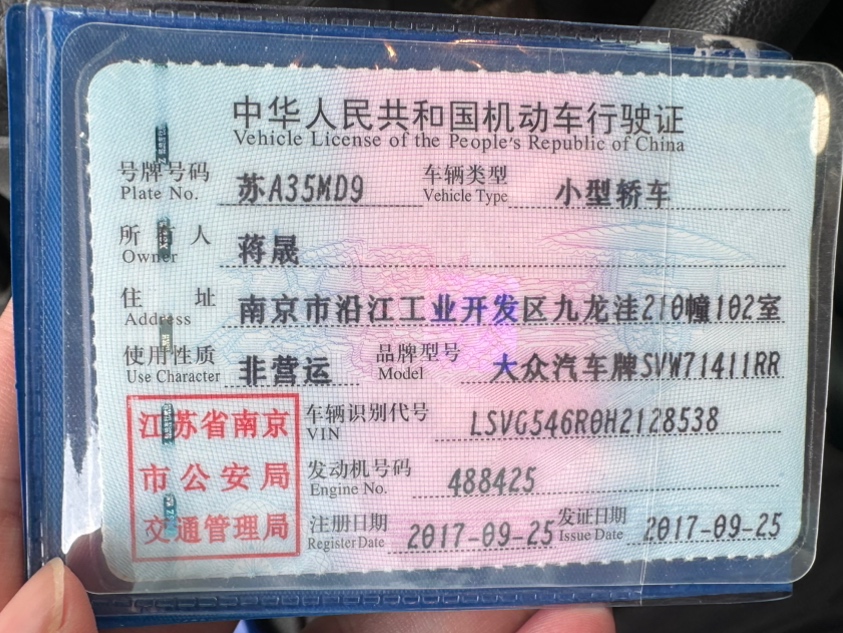 中华人民共和国机动车行驶证
Vehicle License of the People's Republic of China
号牌号码 苏A35MD9 车辆类型 小型轿车
Plate No. Vehicle Type
所有人 蒋晟
Owner
住址 南京市沿江工业开发区九龙洼210幢102室
Address
使用性质 非营运 品牌型号 大众汽车牌SVW71411RR
Use Character Model
江苏省南京
市公安局
交通管理局
车辆识别代号 LSVG546R0H2128538
VIN
发动机号码 488425
Engine No.
注册日期 2017-09-25 发证日期 2017-09-25
Register Date Issue Date